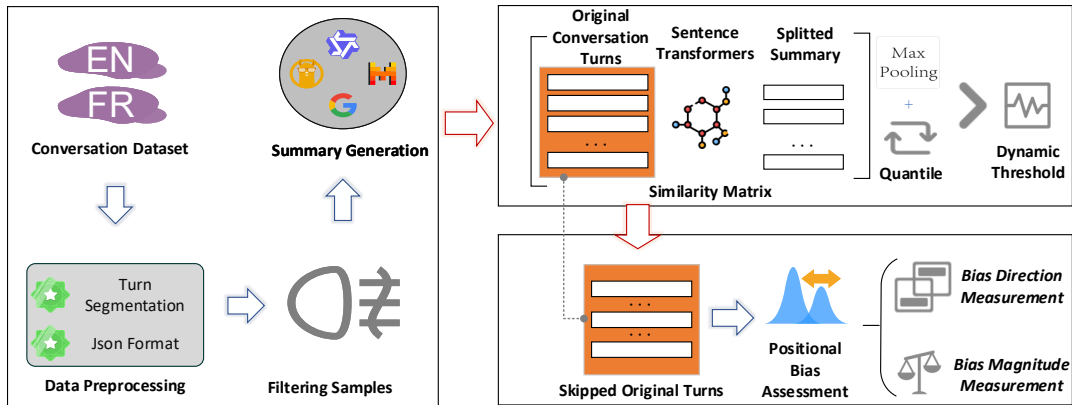 EN
FR
Conversation Dataset
Summary Generation
Turn
Segmentation
Json Format
Data Preprocessing
Filtering Samples
Original
Conversation
Turns
Sentence
Transformers
Splitted
Summary
...
...
Similarity Matrix
Max
Pooling
+
Quantile
Dynamic
Threshold
...
...
Skipped Original Turns
Positional
Bias
Assessment
Bias Direction
Measurement
Bias Magnitude
Measurement